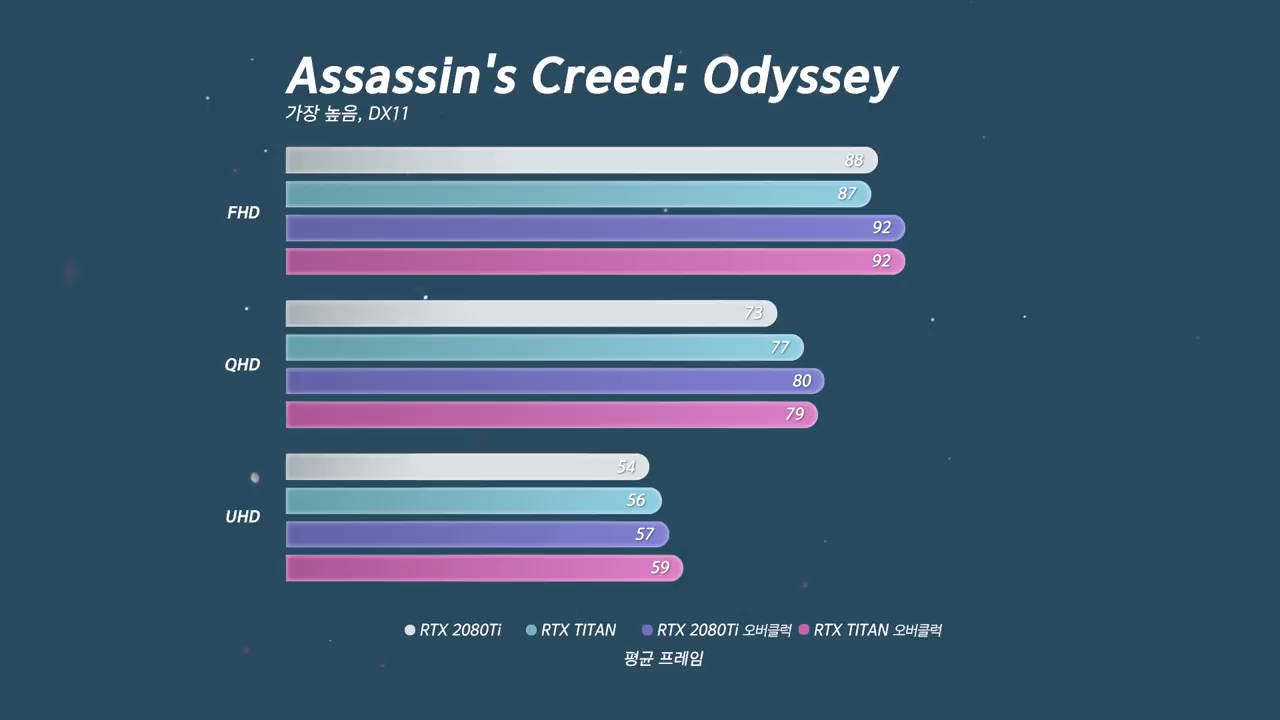 Assassin's Creed: Odyssey
가장 높음, DX11
88
87
FHD
92
92
73
77
QHD
80
79
54
56
UHD
57
59
RTX 2080Ti RTX TITAN RTX 2080Ti 오버클럭 RTX TITAN 오버클럭
평균 프레임